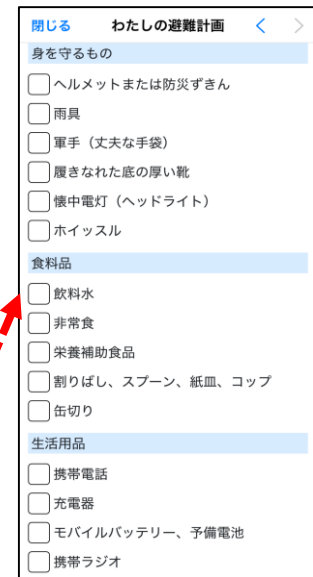 閉じる わたしの避難計画 < >
身を守るもの
ヘルメットまたは防災ずきん
雨具
軍手（丈夫な手袋）
履きなれた底の厚い靴
懐中電灯（ヘッドライト）
ホイッスル
食料品
飲料水
非常食
栄養補助食品
割りばし、スプーン、紙皿、コップ
缶切り
生活用品
携帯電話
充電器
モバイルバッテリー、予備電池
携帯ラジオ